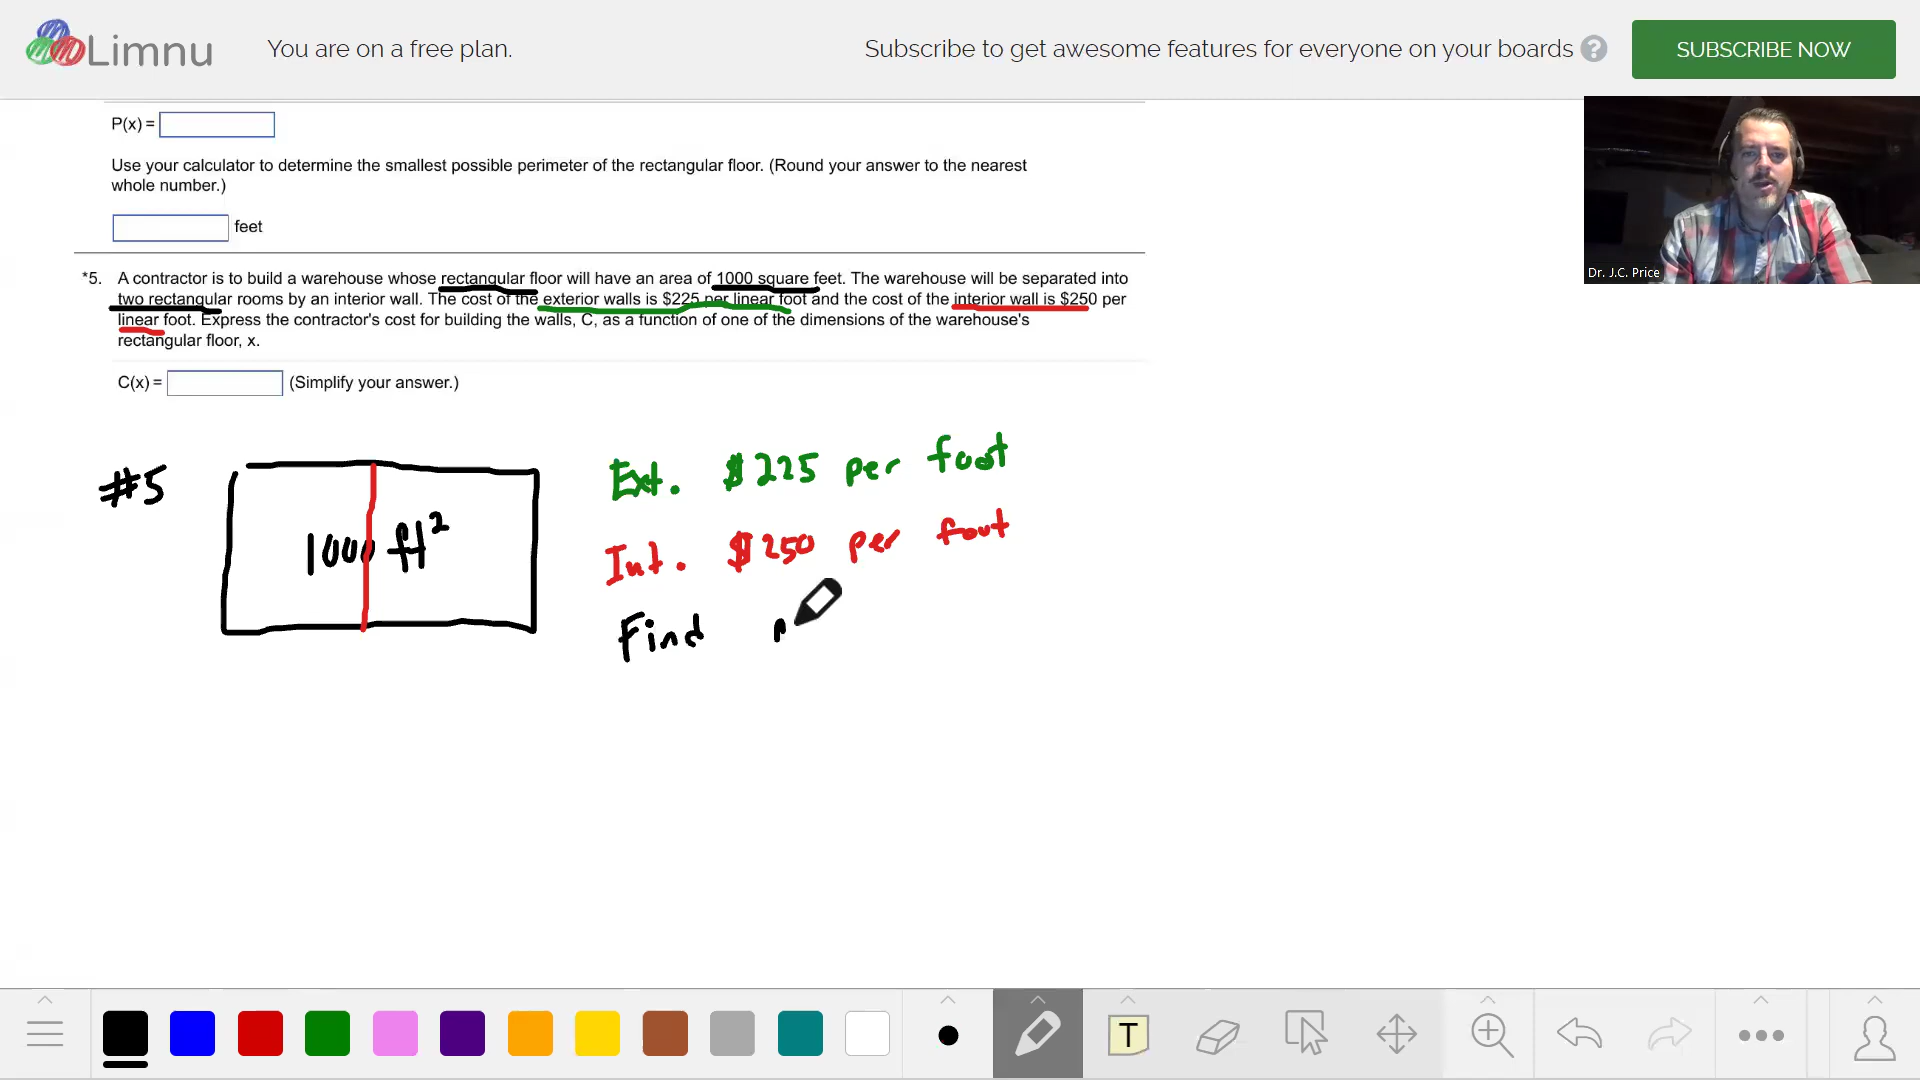 Limnu
You are on a free plan.
Subscribe to get awesome features for everyone on your boards ?
SUBSCRIBE NOW
P(x) =
Use your calculator to determine the smallest possible perimeter of the rectangular floor. (Round your answer to the nearest
whole number.)
feet
Dr. J.C. Price
*5. A contractor is to build a warehouse whose rectangular floor will have an area of 1000 square feet. The warehouse will be separated into
two rectangular rooms by an interior wall. The cost of the exterior walls is $225 per linear foot and the cost of the interior wall is $250 per
linear foot. Express the contractor's cost for building the walls, C, as a function of one of the dimensions of the warehouse's
rectangular floor, x.
C(x) = (Simplify your answer.)
#5
1000 ft²
Ext. $225 per foot
Int. $250 per foot
Find
T